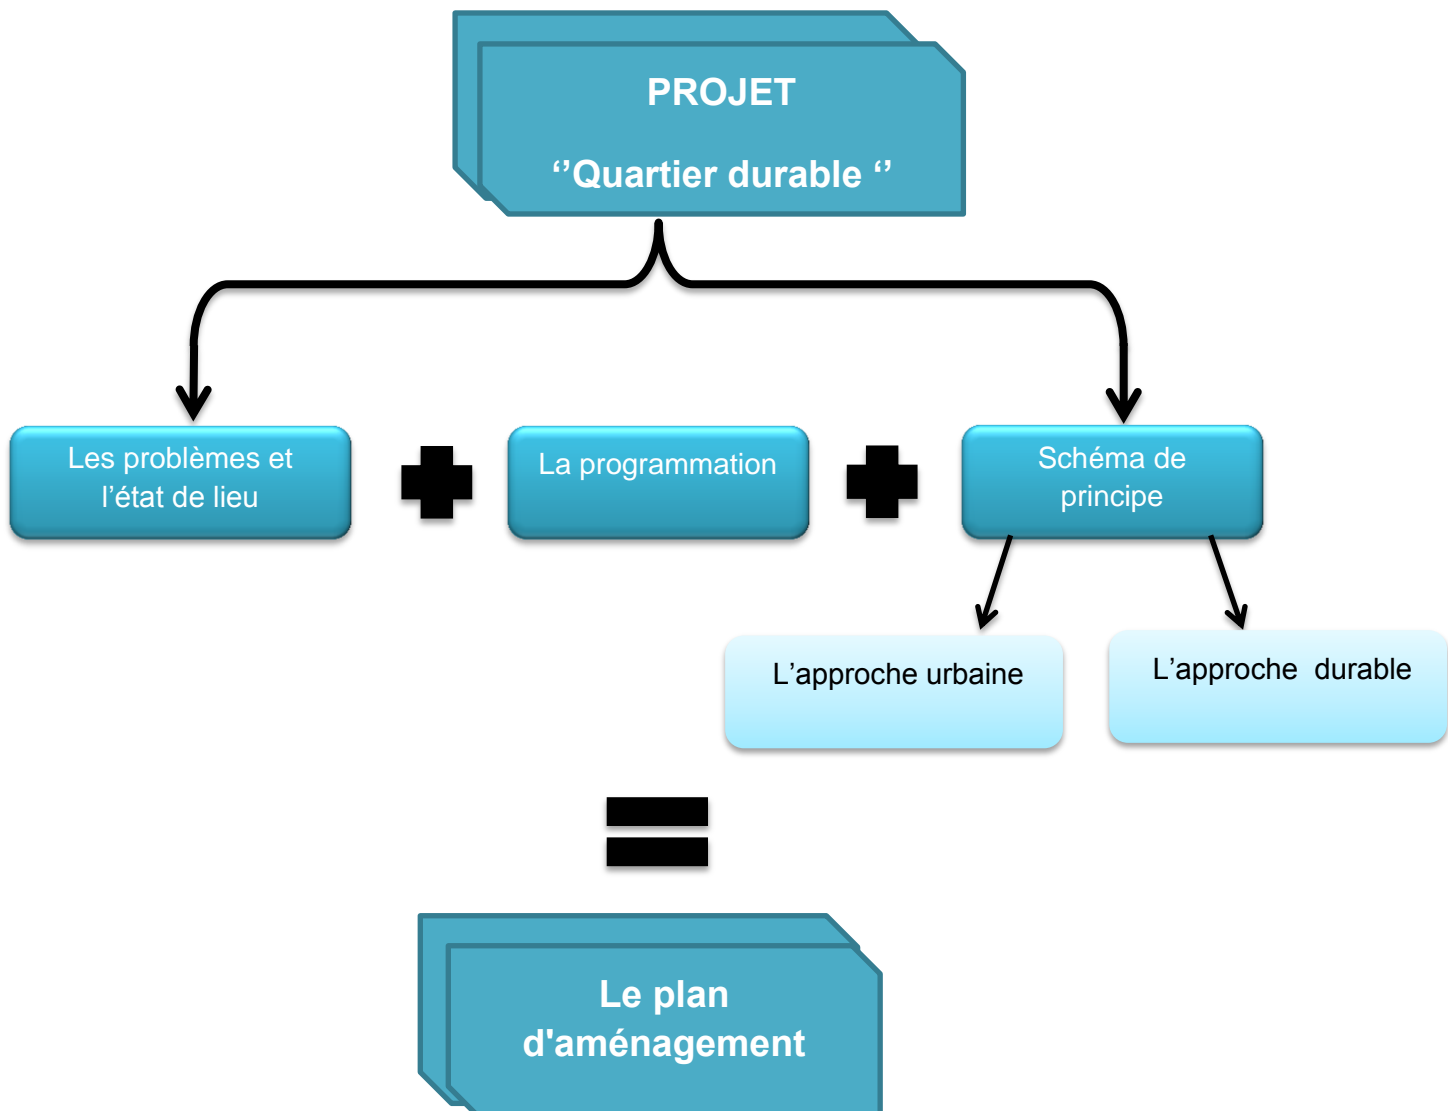 PROJET
‘’Quartier durable ‘’
Les problèmes et
l’état de lieu
La programmation
Schéma de
principe
L’approche urbaine
L’approche  durable
Le plan
d'aménagement